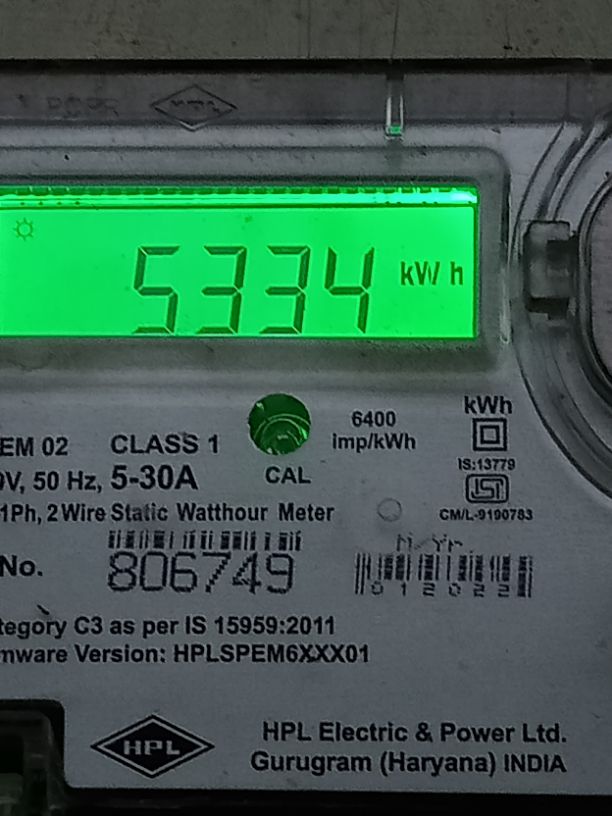 HPL
5334 kWh
EM 02 CLASS 1
6400
imp/kWh
kWh
V, 50 Hz, 5-30A
CAL
IS:13779
ISI
1Ph, 2 Wire Static Watthour Meter
CM/L-9190783
M/Yr
No. 806749
012022
tegory C3 as per IS 15959:2011
mware Version: HPLSPEM6XXX01
HPL
HPL Electric & Power Ltd.
Gurugram (Haryana) INDIA